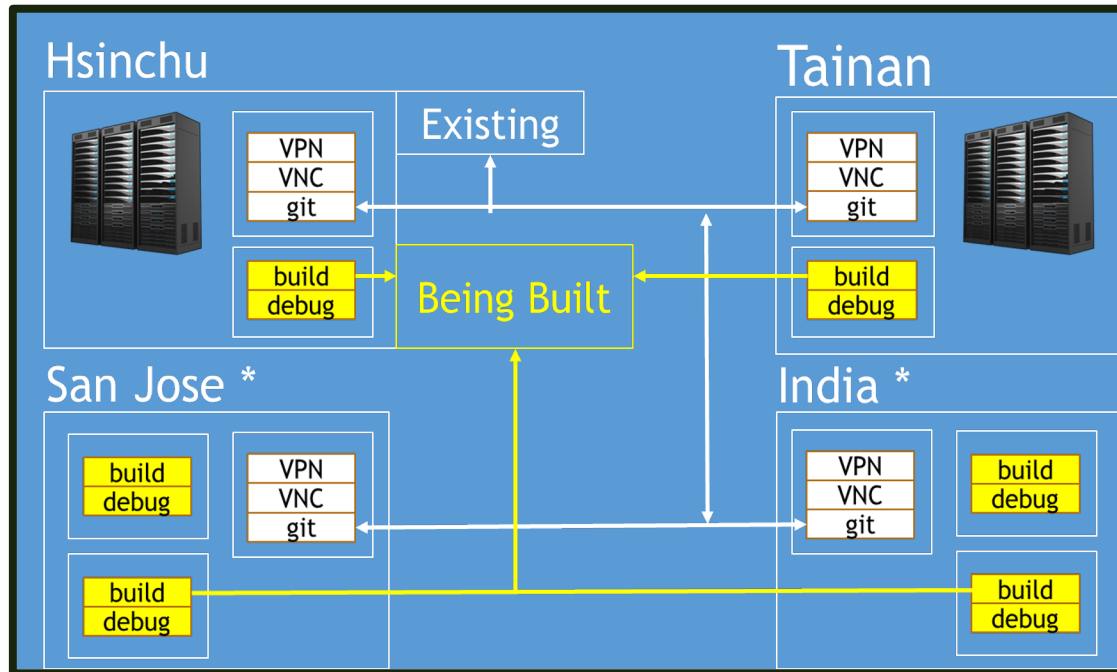 Hsinchu
VPN
VNC
git
build
debug
Existing
Being Built
Tainan
VPN
VNC
git
build
debug
San Jose *
build
debug
VPN
VNC
git
build
debug
India *
VPN
VNC
git
build
debug
build
debug